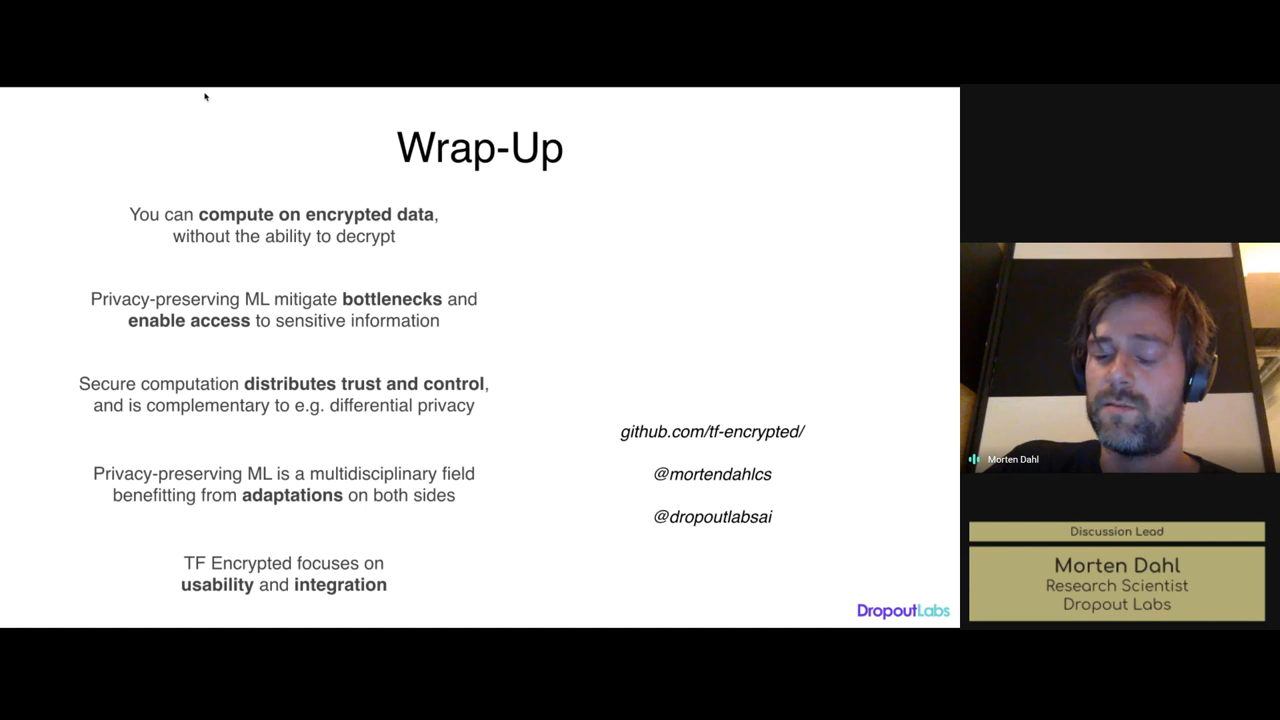 Wrap-Up
You can compute on encrypted data,
without the ability to decrypt
Privacy-preserving ML mitigate bottlenecks and
enable access to sensitive information
Secure computation distributes trust and control,
and is complementary to e.g. differential privacy
Privacy-preserving ML is a multidisciplinary field
benefitting from adaptations on both sides
TF Encrypted focuses on
usability and integration
github.com/tf-encrypted/
@mortendahlcs
@dropoutlabsai
DropoutLabs
Morten Dahl
Discussion Lead
Morten Dahl
Research Scientist
Dropout Labs